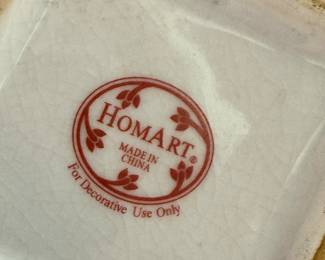 HOMART®
MADE IN
CHINA
For Decorative Use Only